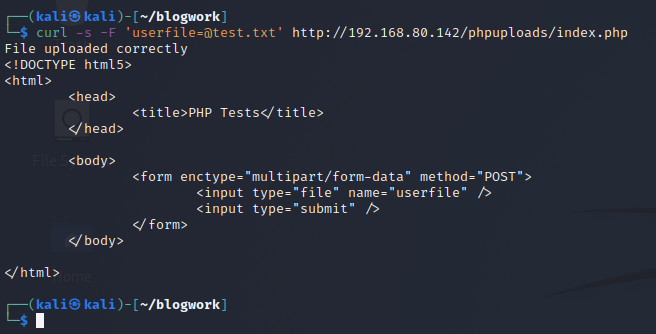 ┌──(kali㉿kali)-[~/blogwork]
└─$ curl -s -F 'userfile=@test.txt' http://192.168.80.142/phpuploads/index.php
File uploaded correctly
<!DOCTYPE html5>
<html>
        <head>
                <title>PHP Tests</title>
        </head>

        <body>
                <form enctype="multipart/form-data" method="POST">
                        <input type="file" name="userfile" />
                        <input type="submit" />
                </form>
        </body>

</html>
Home

┌──(kali㉿kali)-[~/blogwork]
└─$